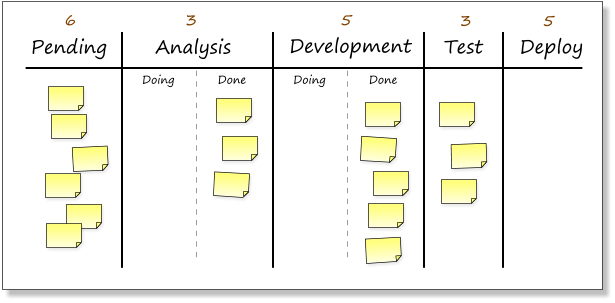 6 3 5 3 5
Pending Analysis Development Test Deploy
Doing Done Doing Done